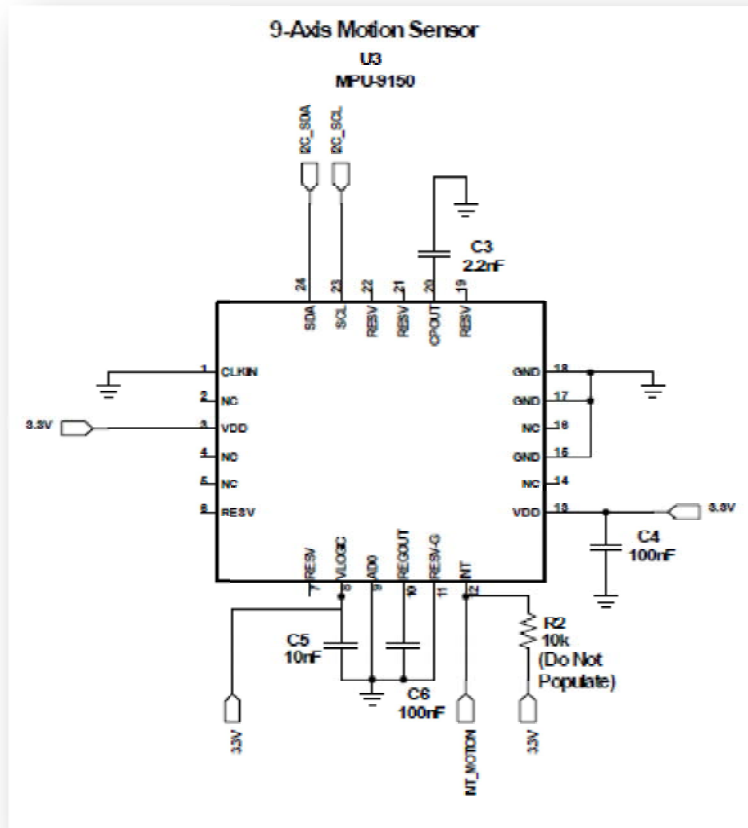 9-Axis Motion Sensor
U3
MPU-9150
I2C_SDA
I2C_SCL
C3
2.2nF
24
23
22
21
20
19
SDA
SCL
RESV
RESV
CPOUT
RESV
1 CLKIN
2 NC
3.3V
3 VDD
4 NC
5 NC
6 RESV
GND 18
GND 17
NC 16
GND 15
NC 14
VDD 13
3.3V
C4
100nF
RESV
VLOGIC
AD0
REGOUT
RESV-G
INT
7
8
9
10
11
12
C5
10nF
C6
100nF
R2
10k
(Do Not
Populate)
3.3V
INT_MOTION
3.3V